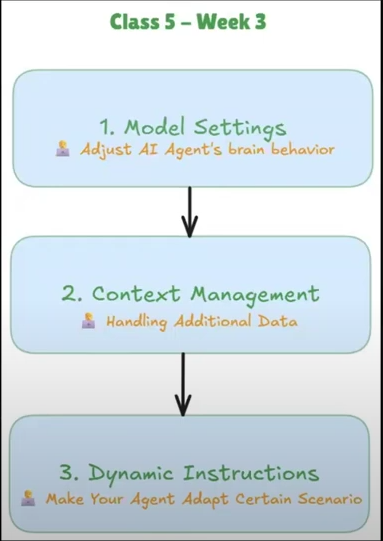 Class 5 – Week 3
1. Model Settings
Adjust AI Agent's brain behavior
2. Context Management
Handling Additional Data
3. Dynamic Instructions
Make Your Agent Adapt Certain Scenario